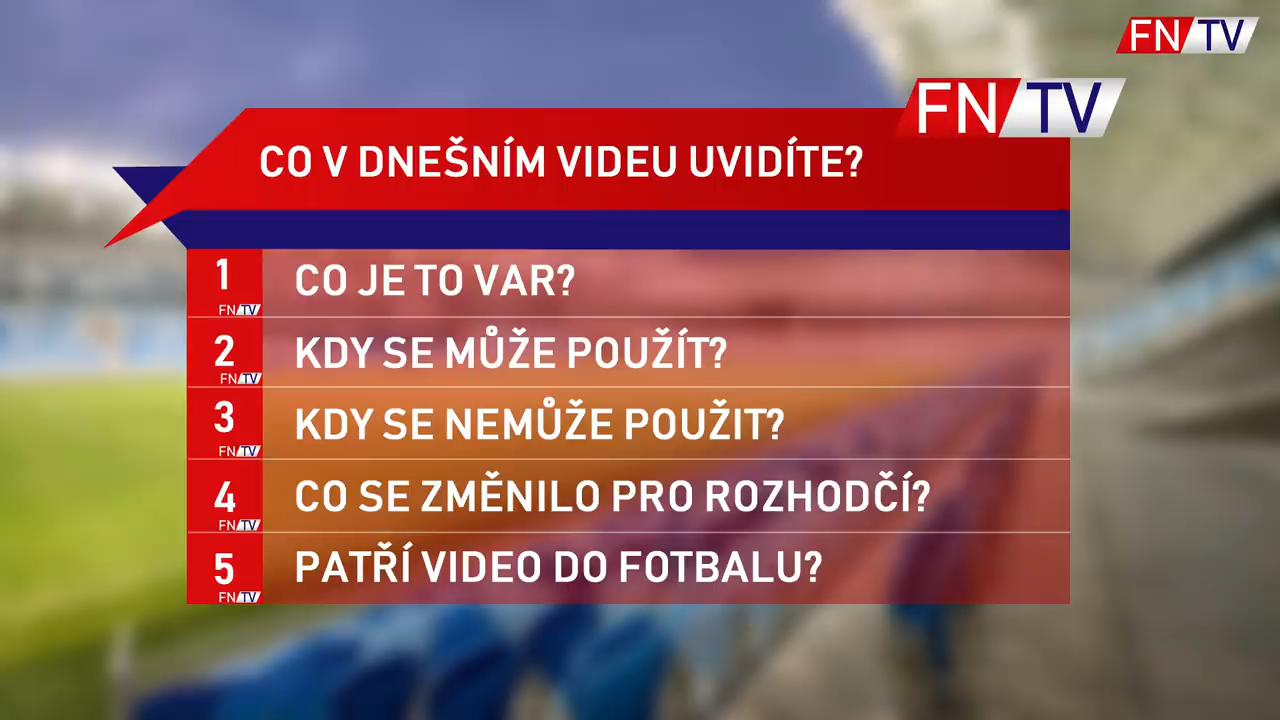 FN/TV
FN/TV
CO V DNEŠNÍM VIDEU UVIDÍTE?
1 CO JE TO VAR?
FN/TV
2 KDY SE MŮŽE POUŽÍT?
FN/TV
3 KDY SE NEMŮŽE POUŽIT?
FN/TV
4 CO SE ZMĚNILO PRO ROZHODČÍ?
FN/TV
5 PATŘÍ VIDEO DO FOTBALU?
FN/TV